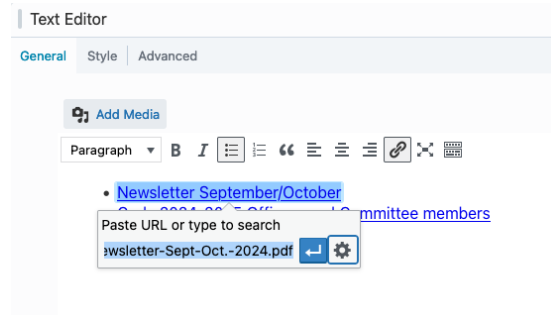 Text Editor
General Style Advanced
Add Media
Paragraph B I
Newsletter September/October
Committee members
Paste URL or type to search
ewsletter-Sept-Oct.-2024.pdf